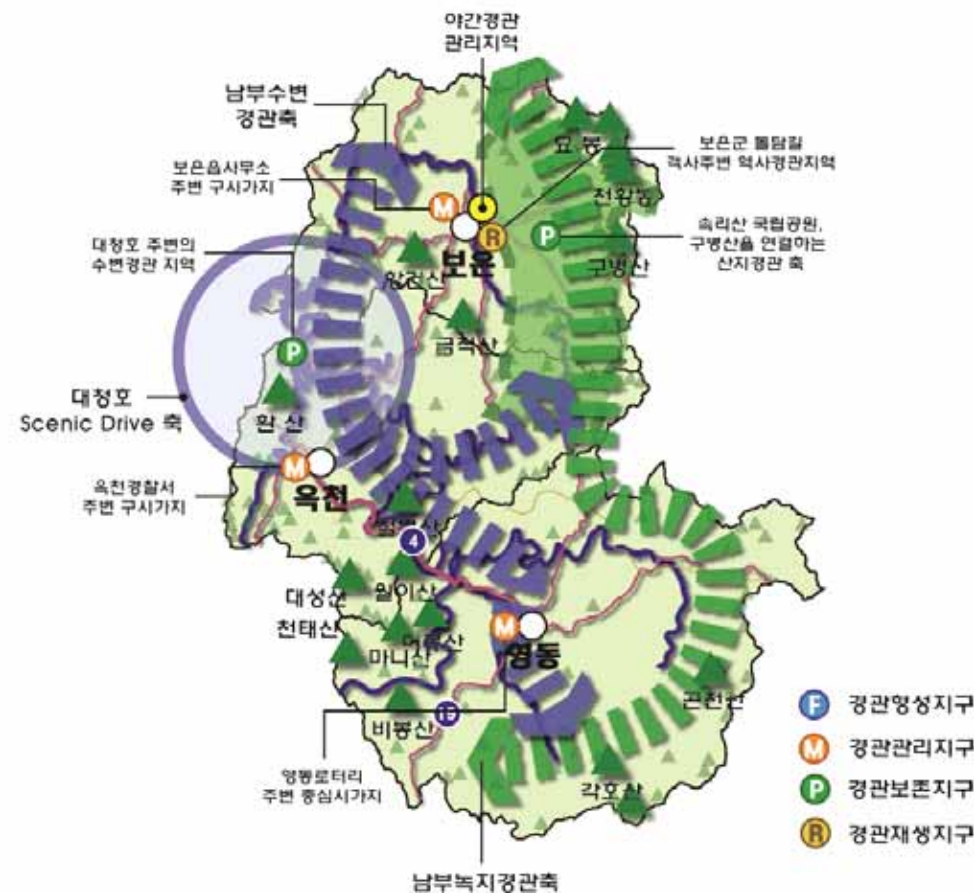 야간경관
관리지역
남부수변
경관축
보은읍사무소
주변 구시가지
보은군 돌담길
객사주변 역사경관지역
묘봉
천황봉
M
R
P
보은
속리산 국립공원,
구병산을 연결하는
산지경관 축
대청호 주변의
수변경관 지역
구병산
금적산
P
대청호
Scenic Drive 축
환산
M
옥천
옥천경찰서
주변 구시가지
4
대성산
월이산
천태산
마니산
M
영동
비봉산
영동로터리
주변 중심시가지
각호산
남부녹지경관축
F 경관형성지구
M 경관관리지구
P 경관보존지구
R 경관재생지구